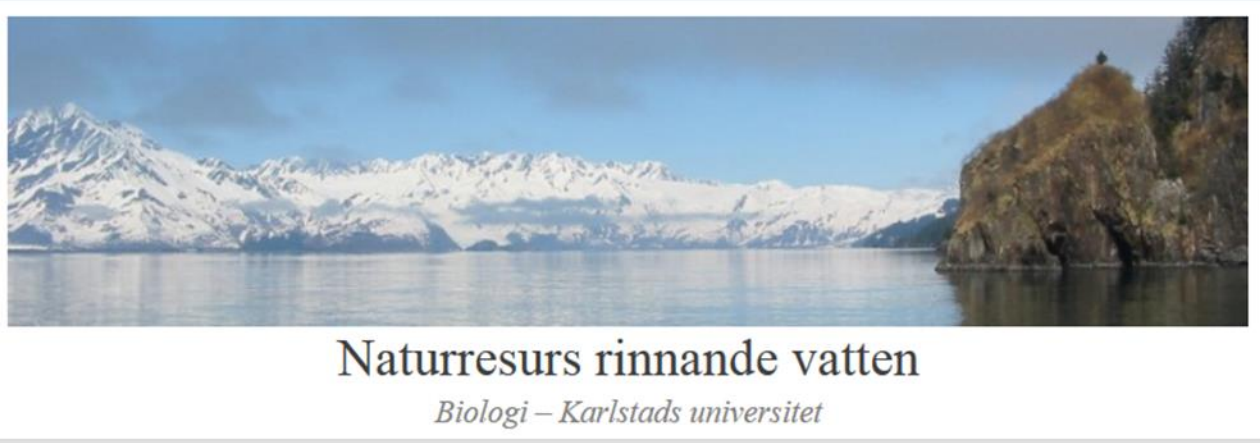 Naturresurs rinnande vatten
Biologi – Karlstads universitet